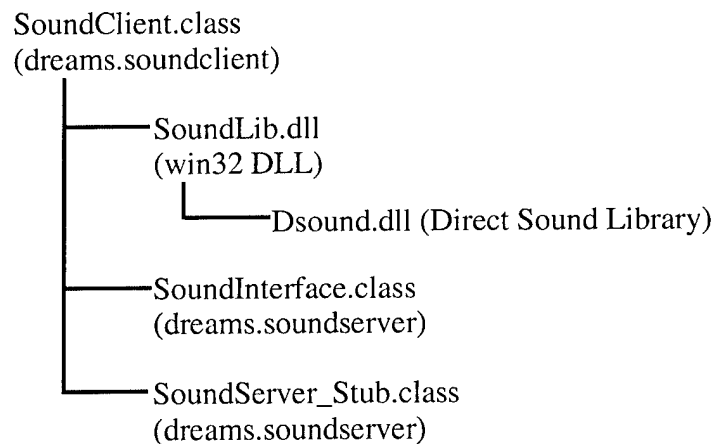 SoundClient.class
(dreams.soundclient)
SoundLib.dll
(win32 DLL)
Dsound.dll (Direct Sound Library)
SoundInterface.class
(dreams.soundserver)
SoundServer_Stub.class
(dreams.soundserver)